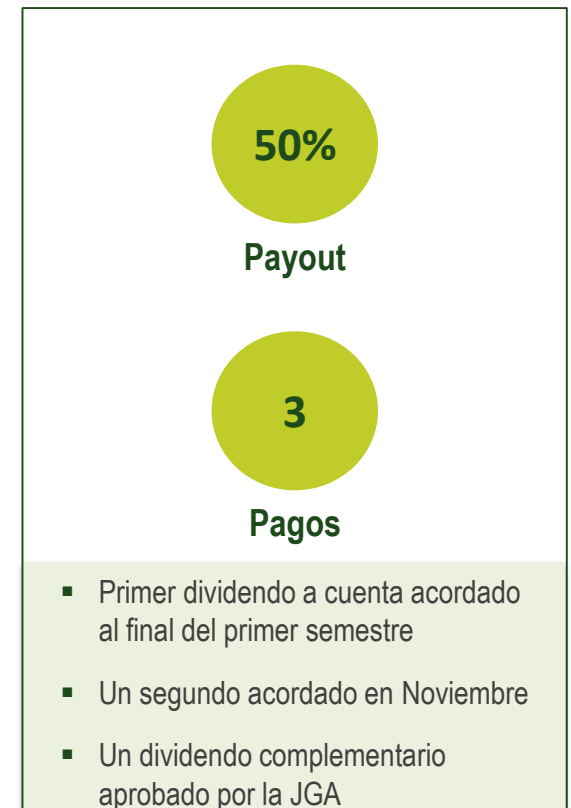 50%
Payout
3
Pagos
▪ Primer dividendo a cuenta acordado
al final del primer semestre
▪ Un segundo acordado en Noviembre
▪ Un dividendo complementario
aprobado por la JGA